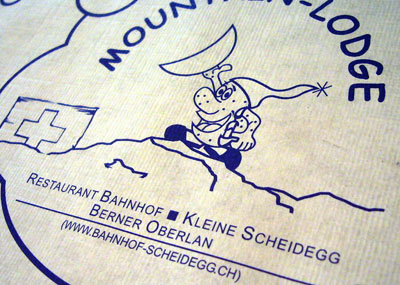 MOUNTAIN-LODGE
RESTAURANT BAHNHOF ■ KLEINE SCHEIDEGG
BERNER OBERLAN
(WWW.BAHNHOF-SCHEIDEGG.CH)